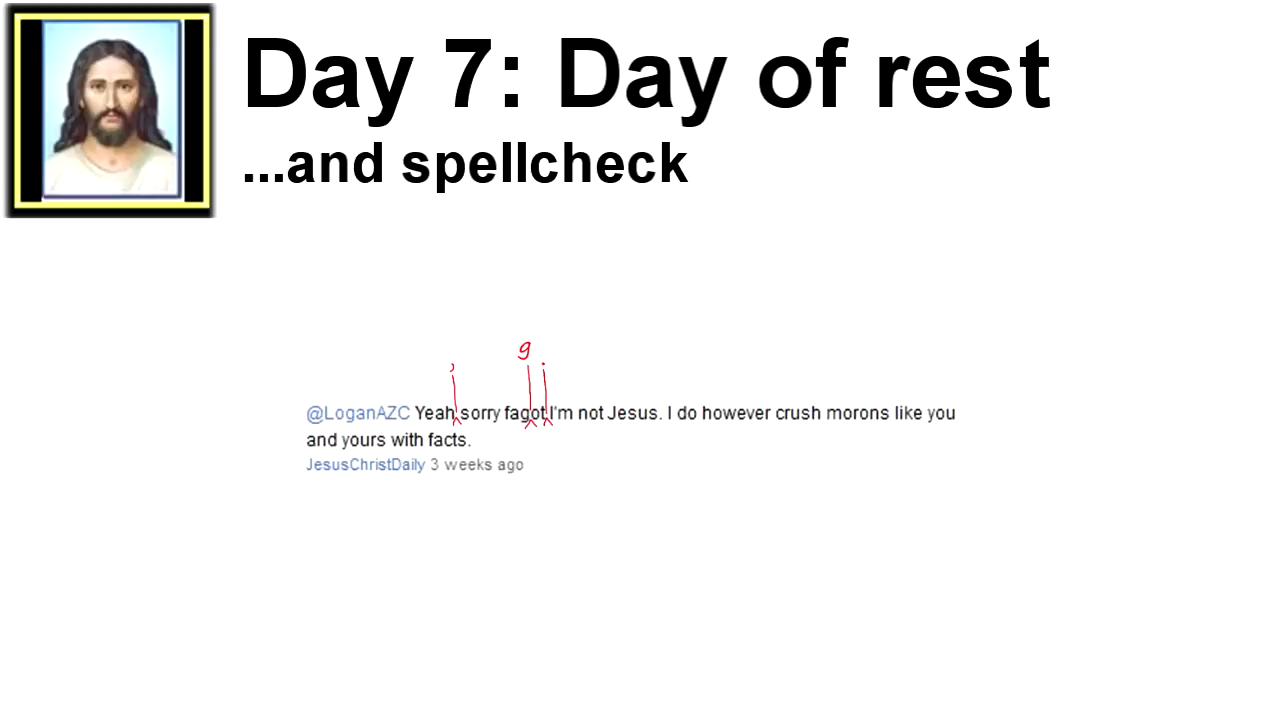 Day 7: Day of rest
...and spellcheck
, g .
@LoganAZC Yeah sorry fagot I'm not Jesus. I do however crush morons like you
and yours with facts.
JesusChristDaily 3 weeks ago